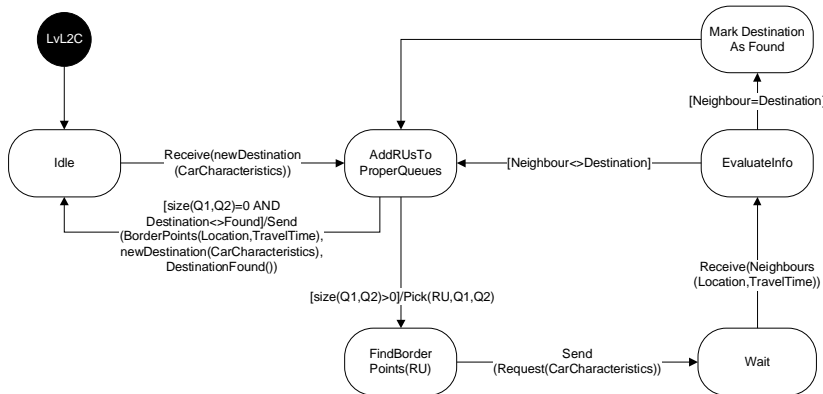 LvL2C
Mark Destination
As Found
[Neighbour=Destination]
Idle
Receive(newDestination
(CarCharacteristics))
AddRUsTo
ProperQueues
[Neighbour<>Destination]
EvaluateInfo
[size(Q1,Q2)=0 AND
Destination<>Found]/Send
(BorderPoints(Location,TravelTime),
newDestination(CarCharacteristics),
DestinationFound())
Receive(Neighbours
(Location,TravelTime))
[size(Q1,Q2)>0]/Pick(RU,Q1,Q2)
FindBorder
Points(RU)
Send
(Request(CarCharacteristics))
Wait